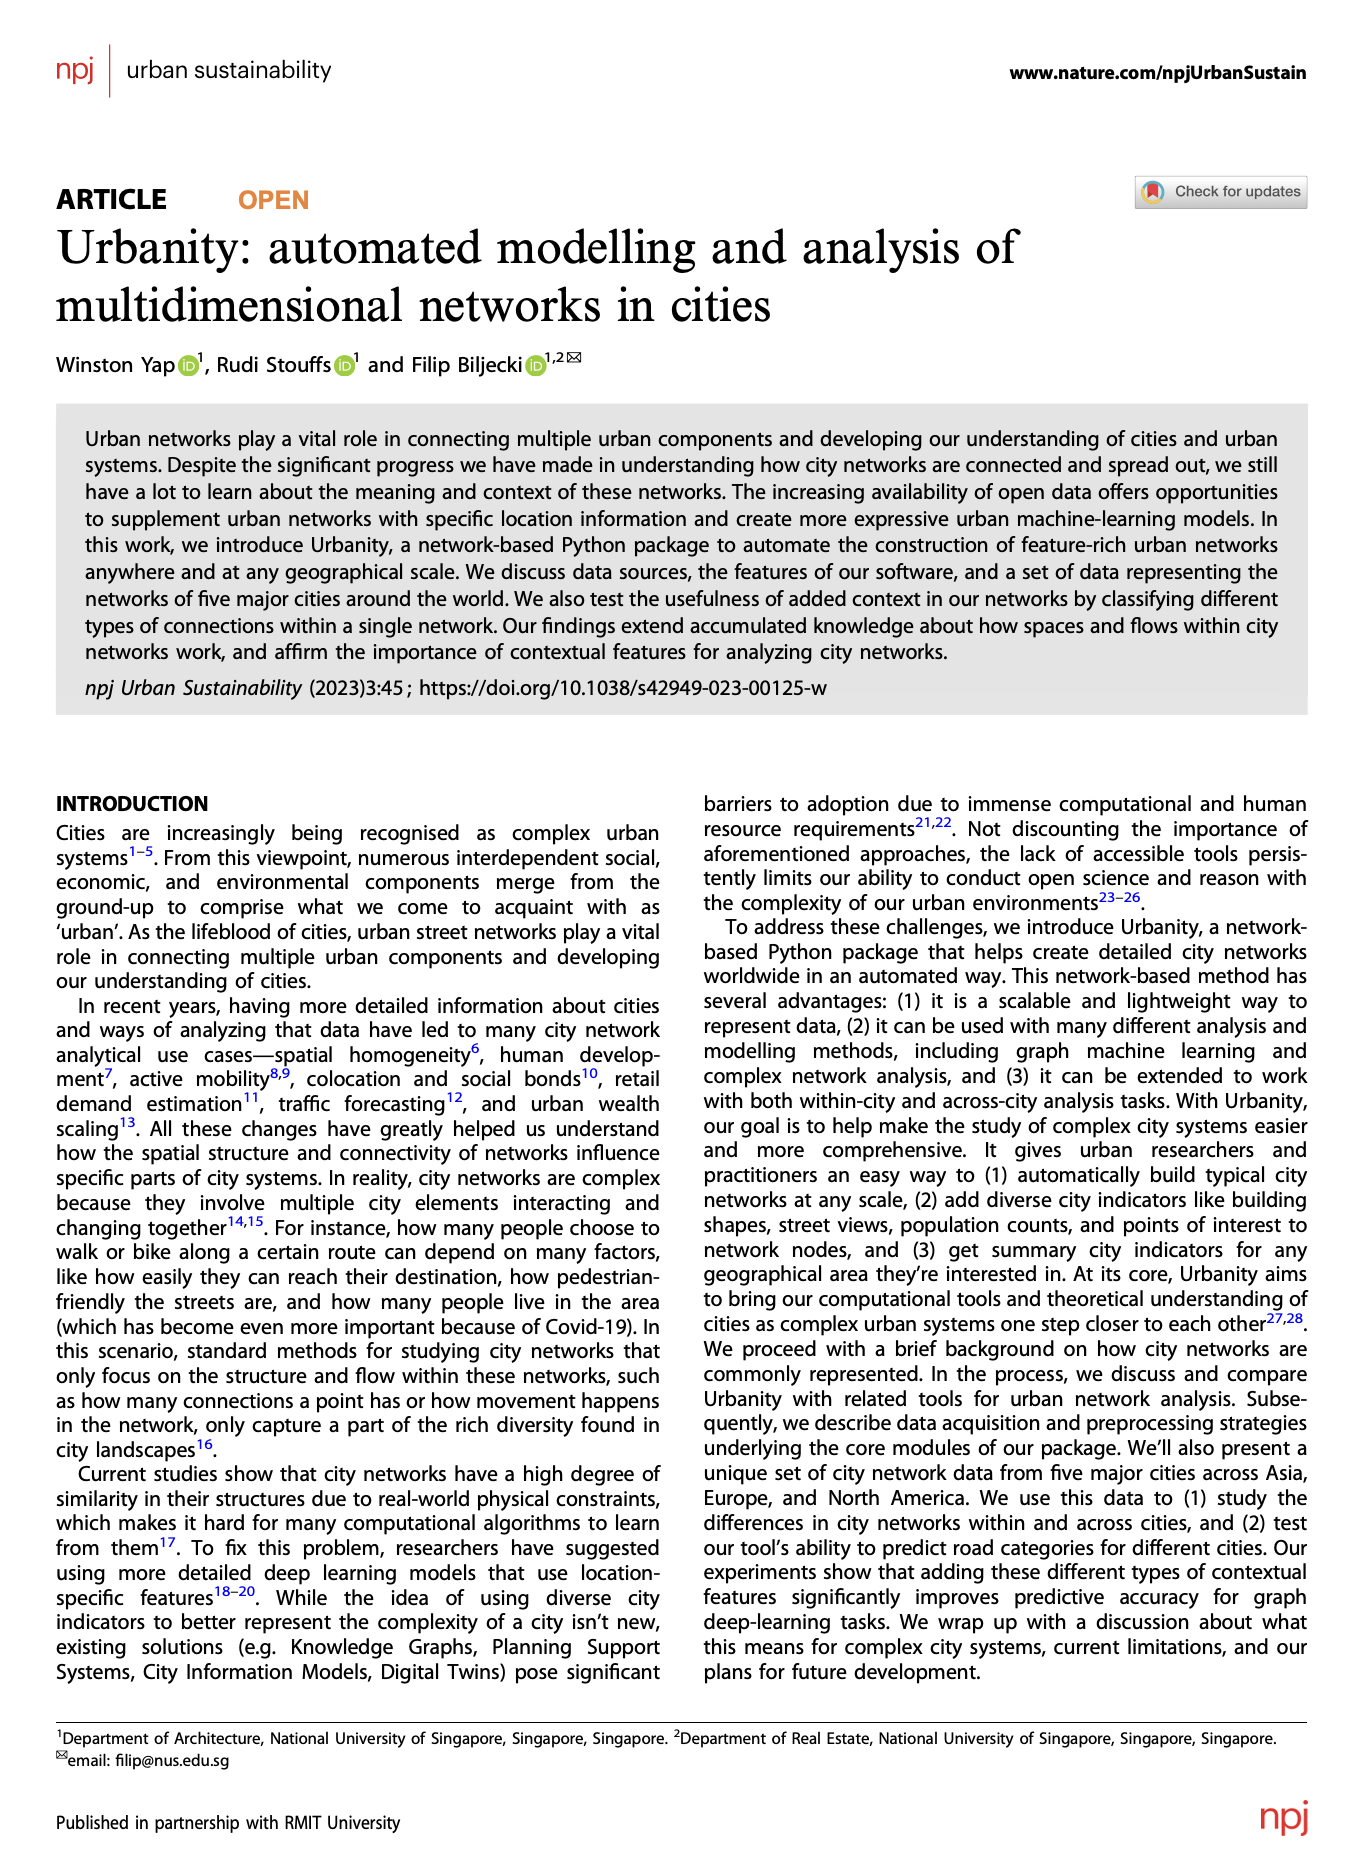 npj | urban sustainability
www.nature.com/npjUrbanSustain
ARTICLE OPEN
Check for updates
Urbanity: automated modelling and analysis of
multidimensional networks in cities
Winston Yap iD 1, Rudi Stouffs iD 1 and Filip Biljecki iD 1,2 ✉
Urban networks play a vital role in connecting multiple urban components and developing our understanding of cities and urban
systems. Despite the significant progress we have made in understanding how city networks are connected and spread out, we still
have a lot to learn about the meaning and context of these networks. The increasing availability of open data offers opportunities
to supplement urban networks with specific location information and create more expressive urban machine-learning models. In
this work, we introduce Urbanity, a network-based Python package to automate the construction of feature-rich urban networks
anywhere and at any geographical scale. We discuss data sources, the features of our software, and a set of data representing the
networks of five major cities around the world. We also test the usefulness of added context in our networks by classifying different
types of connections within a single network. Our findings extend accumulated knowledge about how spaces and flows within city
networks work, and affirm the importance of contextual features for analyzing city networks.
npj Urban Sustainability (2023)3:45 ; https://doi.org/10.1038/s42949-023-00125-w
INTRODUCTION
Cities are increasingly being recognised as complex urban
systems1–5. From this viewpoint, numerous interdependent social,
economic, and environmental components merge from the
ground-up to comprise what we come to acquaint with as
‘urban’. As the lifeblood of cities, urban street networks play a vital
role in connecting multiple urban components and developing
our understanding of cities.
In recent years, having more detailed information about cities
and ways of analyzing that data have led to many city network
analytical use cases—spatial homogeneity6, human develop-
ment7, active mobility8,9, colocation and social bonds10, retail
demand estimation11, traffic forecasting12, and urban wealth
scaling13. All these changes have greatly helped us understand
how the spatial structure and connectivity of networks influence
specific parts of city systems. In reality, city networks are complex
because they involve multiple city elements interacting and
changing together14,15. For instance, how many people choose to
walk or bike along a certain route can depend on many factors,
like how easily they can reach their destination, how pedestrian-
friendly the streets are, and how many people live in the area
(which has become even more important because of Covid-19). In
this scenario, standard methods for studying city networks that
only focus on the structure and flow within these networks, such
as how many connections a point has or how movement happens
in the network, only capture a part of the rich diversity found in
city landscapes16.
Current studies show that city networks have a high degree of
similarity in their structures due to real-world physical constraints,
which makes it hard for many computational algorithms to learn
from them17. To fix this problem, researchers have suggested
using more detailed deep learning models that use location-
specific features18–20. While the idea of using diverse city
indicators to better represent the complexity of a city isn’t new,
existing solutions (e.g. Knowledge Graphs, Planning Support
Systems, City Information Models, Digital Twins) pose significant
barriers to adoption due to immense computational and human
resource requirements21,22. Not discounting the importance of
aforementioned approaches, the lack of accessible tools persis-
tently limits our ability to conduct open science and reason with
the complexity of our urban environments23–26.
To address these challenges, we introduce Urbanity, a network-
based Python package that helps create detailed city networks
worldwide in an automated way. This network-based method has
several advantages: (1) it is a scalable and lightweight way to
represent data, (2) it can be used with many different analysis and
modelling methods, including graph machine learning and
complex network analysis, and (3) it can be extended to work
with both within-city and across-city analysis tasks. With Urbanity,
our goal is to help make the study of complex city systems easier
and more comprehensive. It gives urban researchers and
practitioners an easy way to (1) automatically build typical city
networks at any scale, (2) add diverse city indicators like building
shapes, street views, population counts, and points of interest to
network nodes, and (3) get summary city indicators for any
geographical area they’re interested in. At its core, Urbanity aims
to bring our computational tools and theoretical understanding of
cities as complex urban systems one step closer to each other27,28.
We proceed with a brief background on how city networks are
commonly represented. In the process, we discuss and compare
Urbanity with related tools for urban network analysis. Subse-
quently, we describe data acquisition and preprocessing strategies
underlying the core modules of our package. We’ll also present a
unique set of city network data from five major cities across Asia,
Europe, and North America. We use this data to (1) study the
differences in city networks within and across cities, and (2) test
our tool’s ability to predict road categories for different cities. Our
experiments show that adding these different types of contextual
features significantly improves predictive accuracy for graph
deep-learning tasks. We wrap up with a discussion about what
this means for complex city systems, current limitations, and our
plans for future development.
1Department of Architecture, National University of Singapore, Singapore, Singapore. 2Department of Real Estate, National University of Singapore, Singapore, Singapore.
✉email: filip@nus.edu.sg
Published in partnership with RMIT University
npj